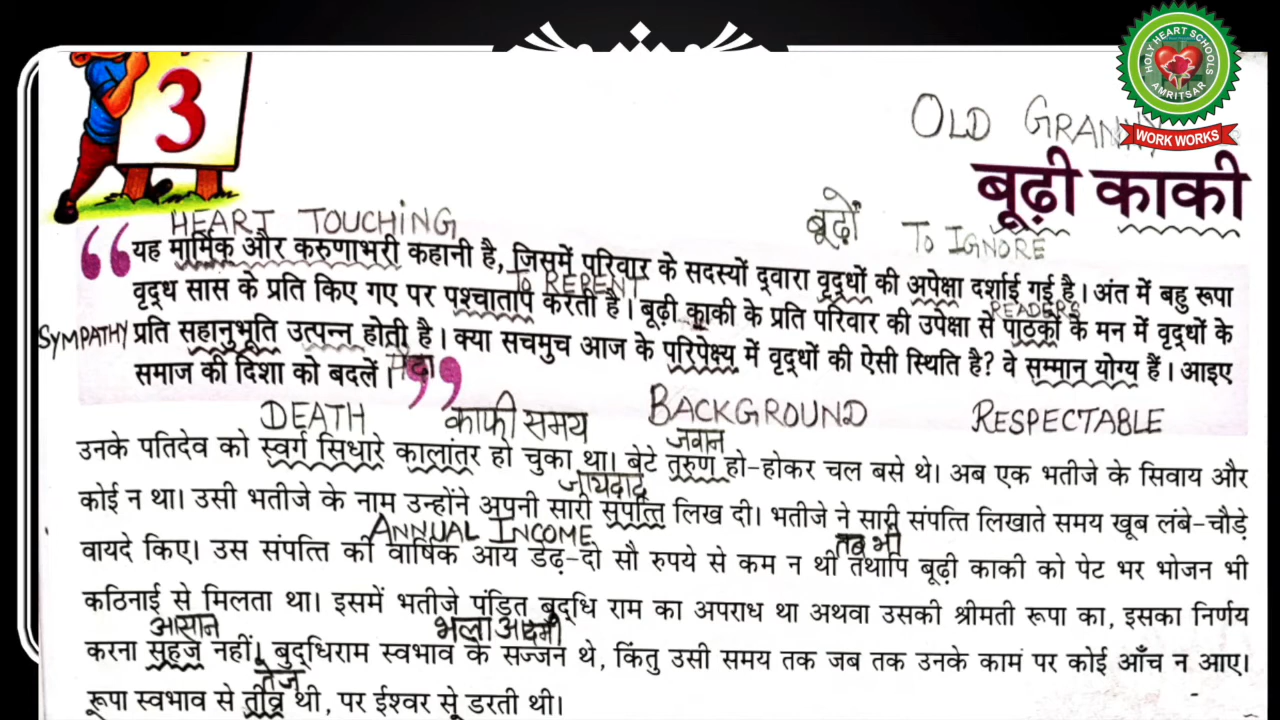 HOLY HEART SCHOOLS
AMRITSAR
WORK WORKS
3
OLD GRANNY
बूढ़ी काकी
HEART TOUCHING
बूढ़ों
TO IGNORE
“यह मार्मिक और करुणाभरी कहानी है, जिसमें परिवार के सदस्यों द्वारा वृद्धों की अपेक्षा दर्शाई गई है। अंत में बहु रूपा
TO REPENT
READERS
वृद्ध सास के प्रति किए गए पर पश्चाताप करती है। बूढ़ी काकी के प्रति परिवार की उपेक्षा से पाठकों के मन में वृद्धों के
SYMPATHY
प्रति सहानुभूति उत्पन्न होती है। क्या सचमुच आज के परिपेक्ष्य में वृद्धों की ऐसी स्थिति है? वे सम्मान योग्य हैं। आइए
समाज की दिशा को बदलें।”
DEATH काफी समय BACKGROUND RESPECTABLE
जवान
उनके पतिदेव को स्वर्ग सिधारे कालांतर हो चुका था। बेटे तरुण हो-होकर चल बसे थे। अब एक भतीजे के सिवाय और
जायदाद
कोई न था। उसी भतीजे के नाम उन्होंने अपनी सारी संपत्ति लिख दी। भतीजे ने सारी संपत्ति लिखाते समय खूब लंबे-चौड़े
ANNUAL INCOME तब भी
वायदे किए। उस संपत्ति की वार्षिक आय डेढ़-दो सौ रुपये से कम न थी तथापि बूढ़ी काकी को पेट भर भोजन भी
कठिनाई से मिलता था। इसमें भतीजे पंडित बुद्धि राम का अपराध था अथवा उसकी श्रीमती रूपा का, इसका निर्णय
आसान भला आदमी
करना सहज नहीं। बुद्धिराम स्वभाव के सज्जन थे, किंतु उसी समय तक जब तक उनके काम पर कोई आँच न आए।
तेज
रूपा स्वभाव से तीव्र थी, पर ईश्वर से डरती थी।